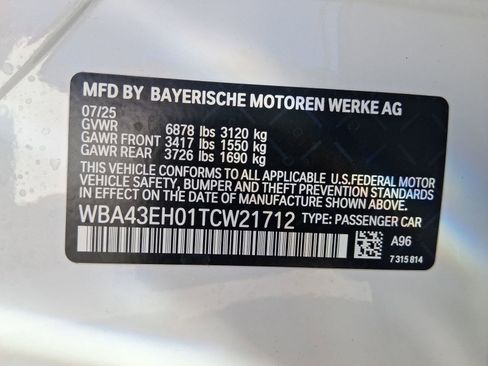 MFD BY BAYERISCHE MOTOREN WERKE AG
07/25
GVWR 6878 lbs 3120 kg
GAWR FRONT 3417 lbs 1550 kg
GAWR REAR 3726 lbs 1690 kg
THIS VEHICLE CONFORMS TO ALL APPLICABLE U.S.FEDERAL MOTOR
VEHICLE SAFETY, BUMPER AND THEFT PREVENTION STANDARDS
IN EFFECT ON THE DATE OF MANUFACTURE SHOWN ABOVE.
WBA43EH01TCW21712 TYPE: PASSENGER CAR
A96
7 315 814